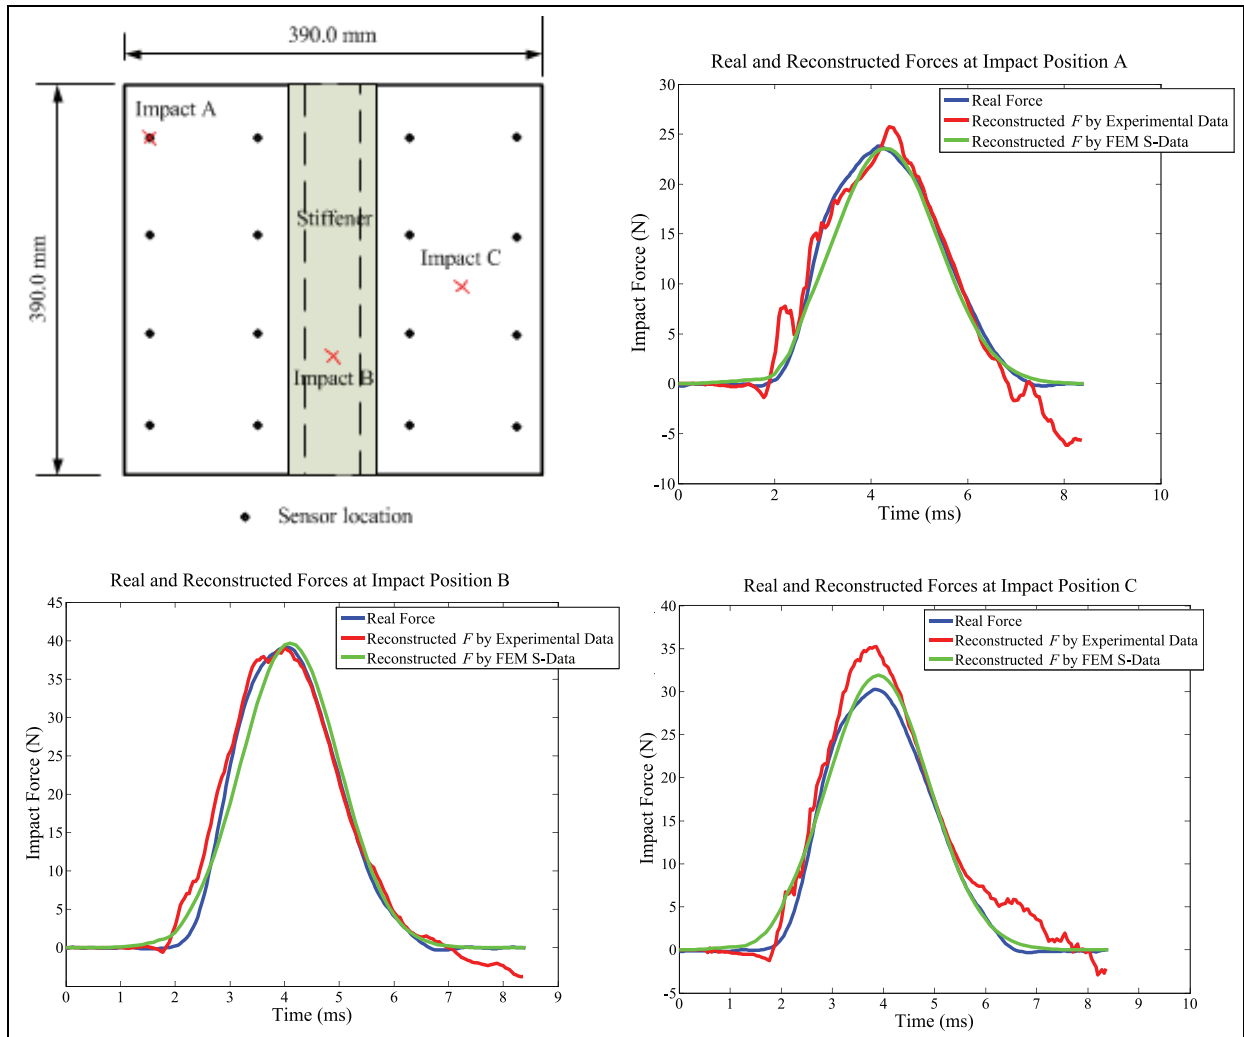 390.0 mm
390.0 mm
Impact A
Stiffener
Impact C
Impact B
Sensor location
Real and Reconstructed Forces at Impact Position A
Real Force
Reconstructed F by Experimental Data
Reconstructed F by FEM S-Data
Impact Force (N)
30
25
20
15
10
5
0
-5
-10
0 2 4 6 8 10
Time (ms)
Real and Reconstructed Forces at Impact Position B
Real Force
Reconstructed F by Experimental Data
Reconstructed F by FEM S-Data
Impact Force (N)
45
40
35
30
25
20
15
10
5
0
0 1 2 3 4 5 6 7 8 9
Time (ms)
Real and Reconstructed Forces at Impact Position C
Real Force
Reconstructed F by Experimental Data
Reconstructed F by FEM S-Data
Impact Force (N)
40
35
30
25
20
15
10
5
0
-5
0 1 2 3 4 5 6 7 8 9 10
Time (ms)